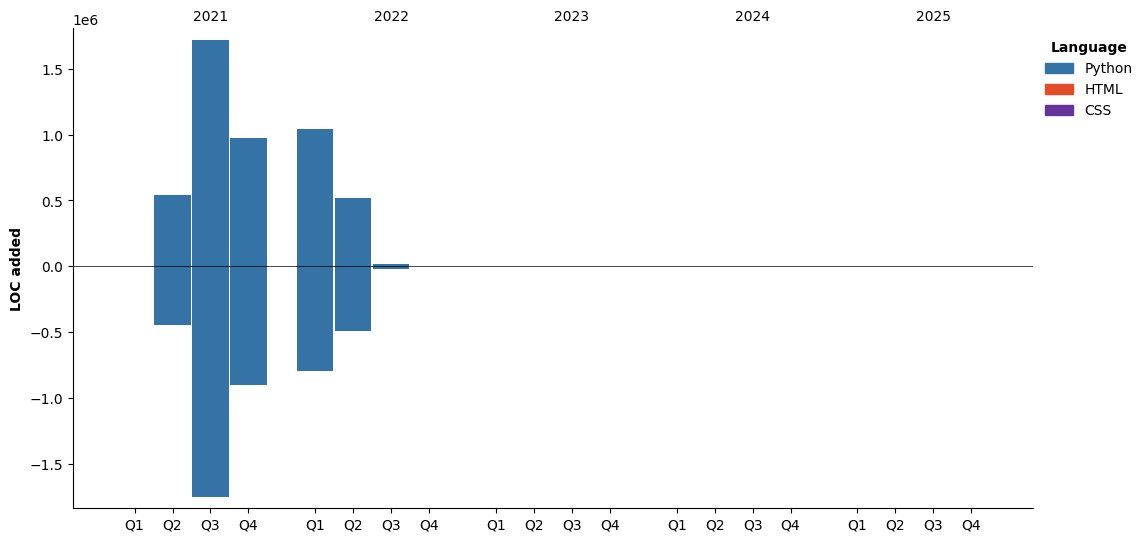 1e6
2021 2022 2023 2024 2025
Language
Python
HTML
CSS
LOC added
1.5
1.0
0.5
0.0
−0.5
−1.0
−1.5
Q1 Q2 Q3 Q4 Q1 Q2 Q3 Q4 Q1 Q2 Q3 Q4 Q1 Q2 Q3 Q4 Q1 Q2 Q3 Q4